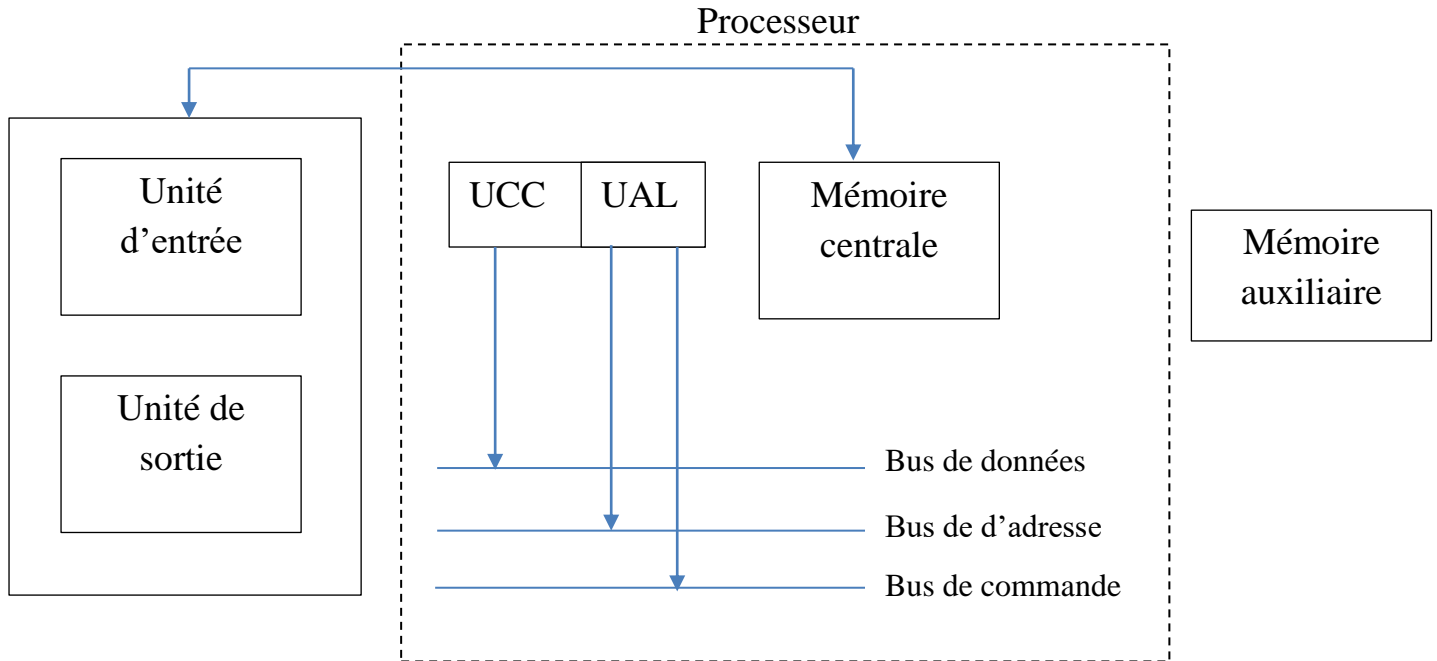 Processeur
Unité
d’entrée
UCC
UAL
Mémoire
centrale
Mémoire
auxiliaire
Unité de
sortie
Bus de données
Bus de d’adresse
Bus de commande